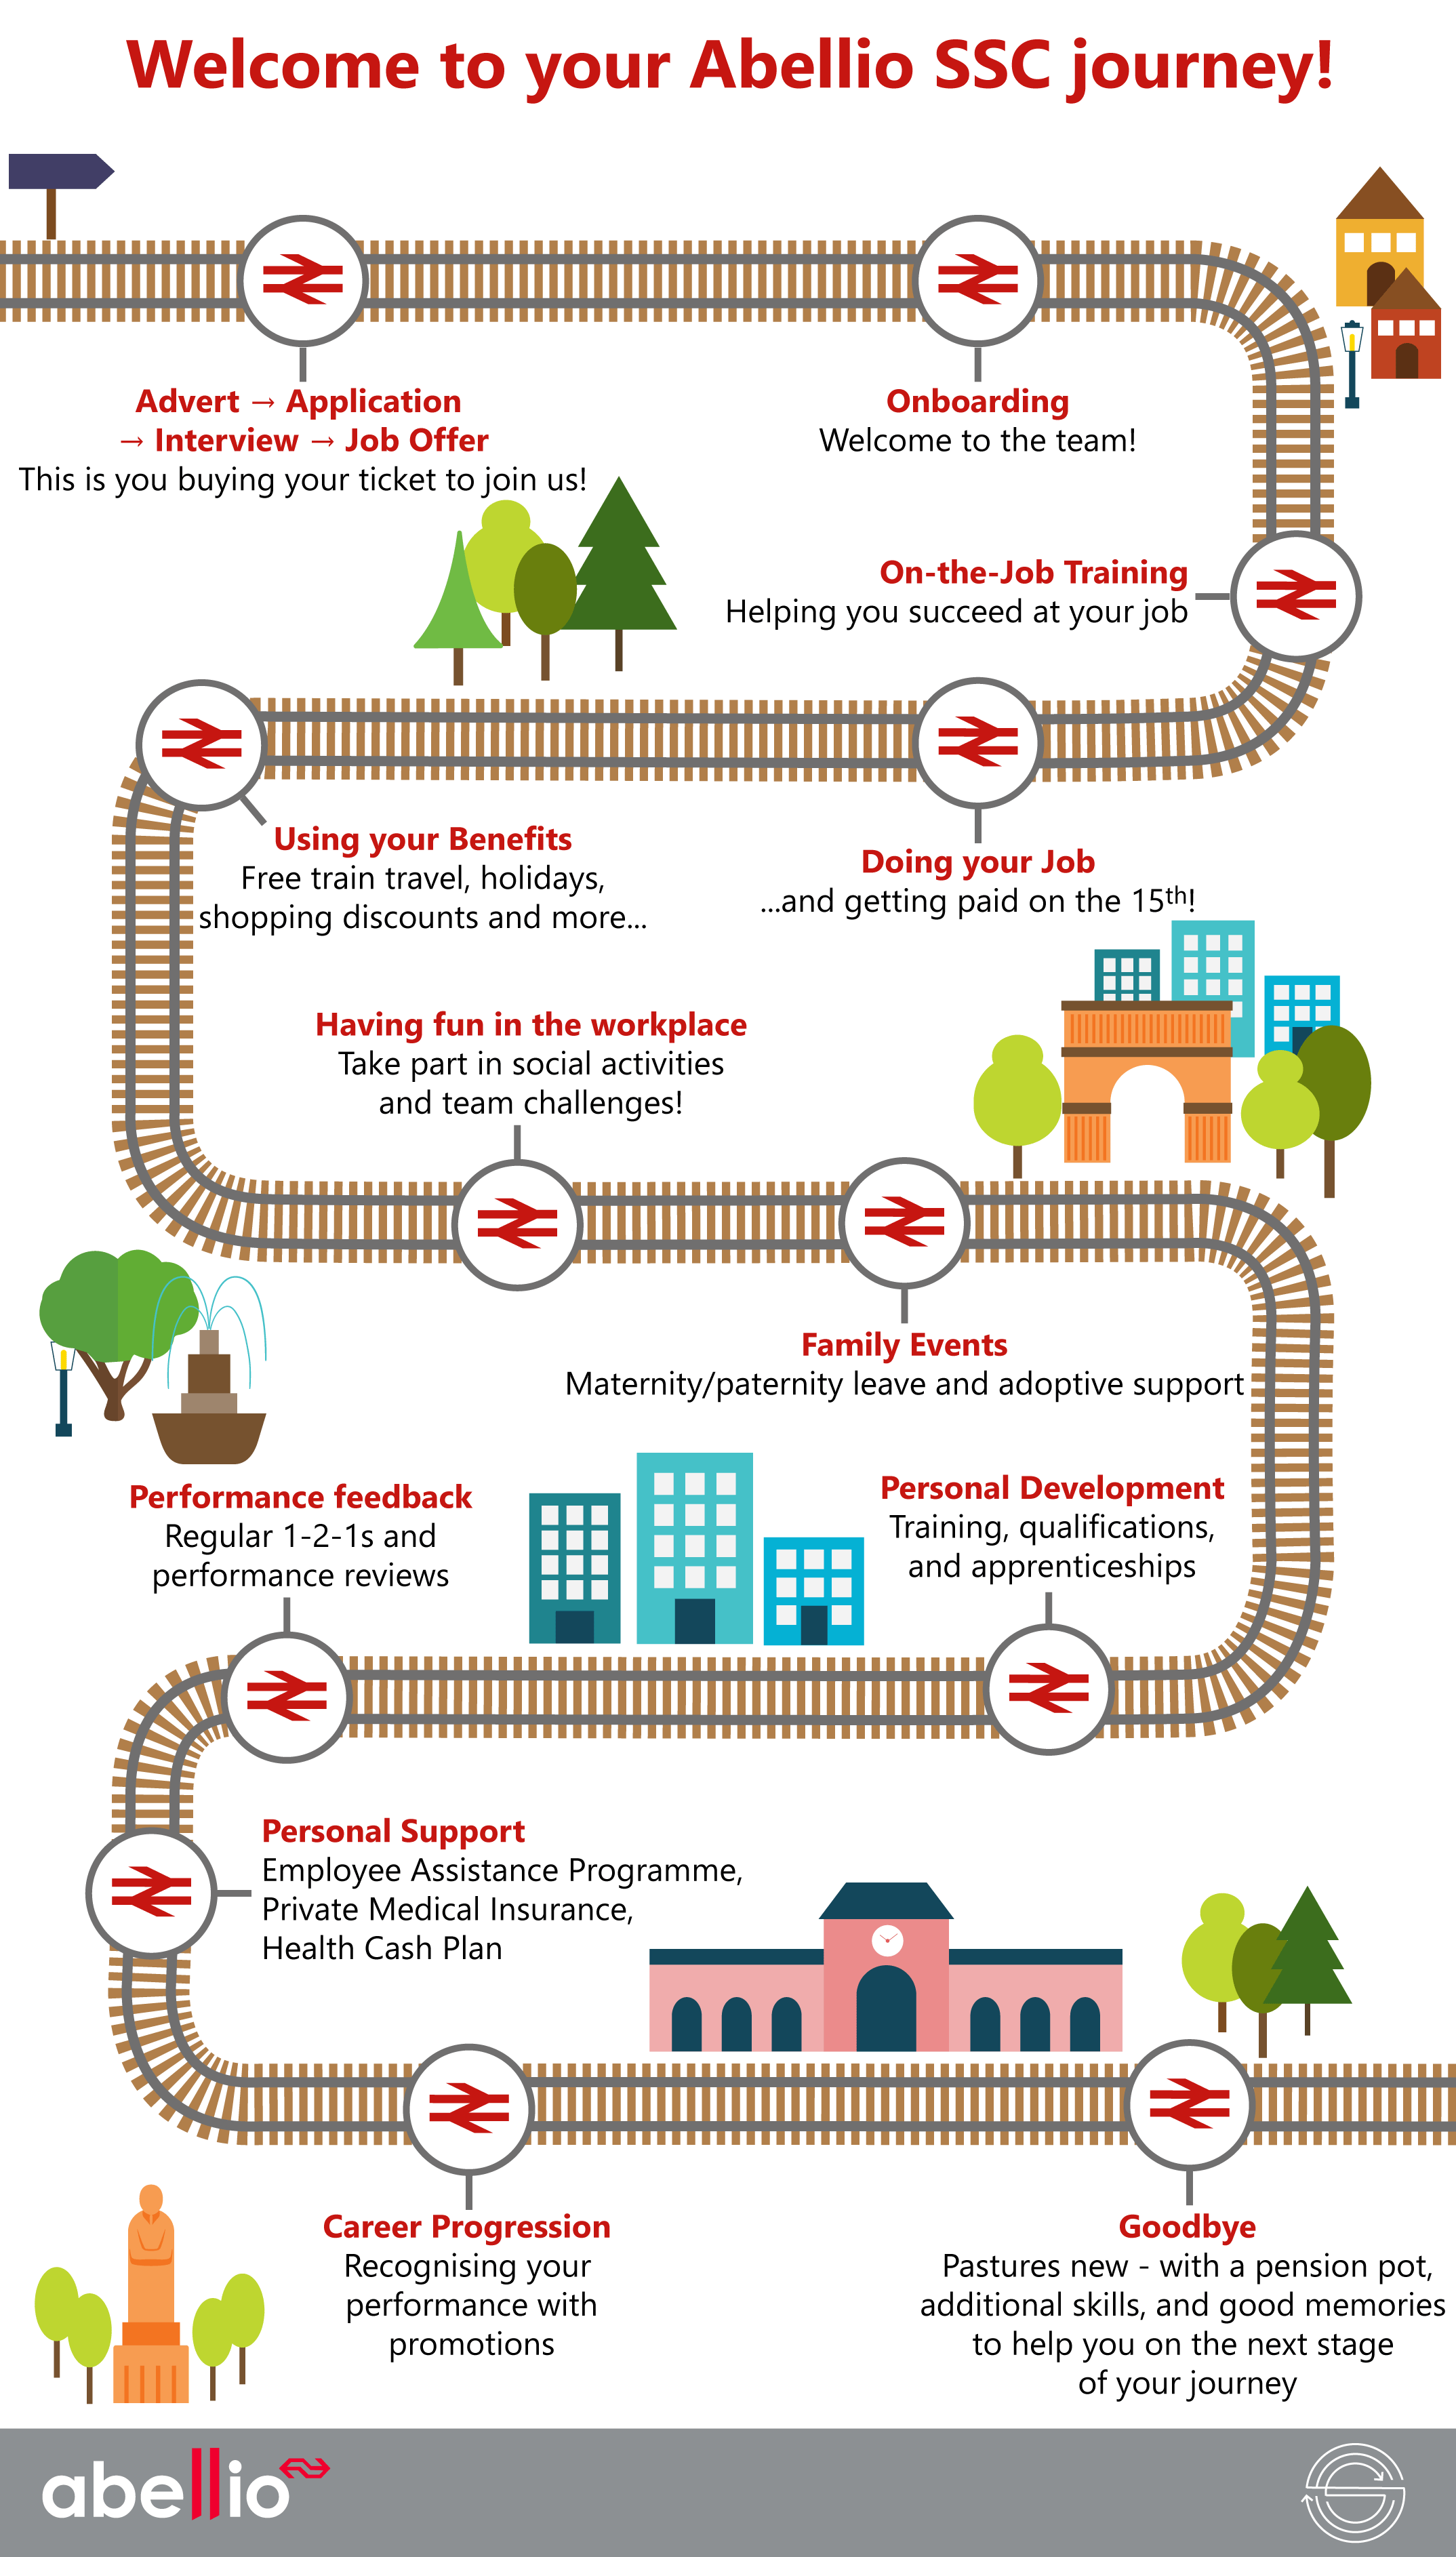 Welcome to your Abellio SSC journey!
Advert → Application
→ Interview → Job Offer
This is you buying your ticket to join us!
Onboarding
Welcome to the team!
On-the-Job Training
Helping you succeed at your job
Doing your Job
...and getting paid on the 15th!
Using your Benefits
Free train travel, holidays,
shopping discounts and more...
Having fun in the workplace
Take part in social activities
and team challenges!
Family Events
Maternity/paternity leave and adoptive support
Personal Development
Training, qualifications,
and apprenticeships
Performance feedback
Regular 1-2-1s and
performance reviews
Personal Support
Employee Assistance Programme,
Private Medical Insurance,
Health Cash Plan
Career Progression
Recognising your
performance with
promotions
Goodbye
Pastures new - with a pension pot,
additional skills, and good memories
to help you on the next stage
of your journey
abellio